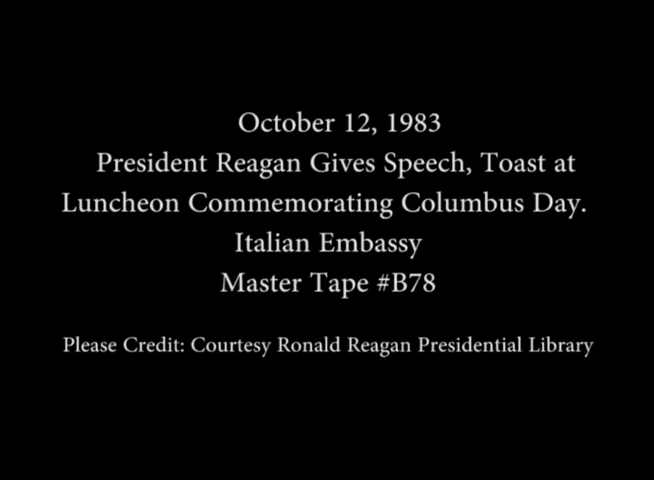 October 12, 1983
President Reagan Gives Speech, Toast at
Luncheon Commemorating Columbus Day.
Italian Embassy
Master Tape #B78
Please Credit: Courtesy Ronald Reagan Presidential Library